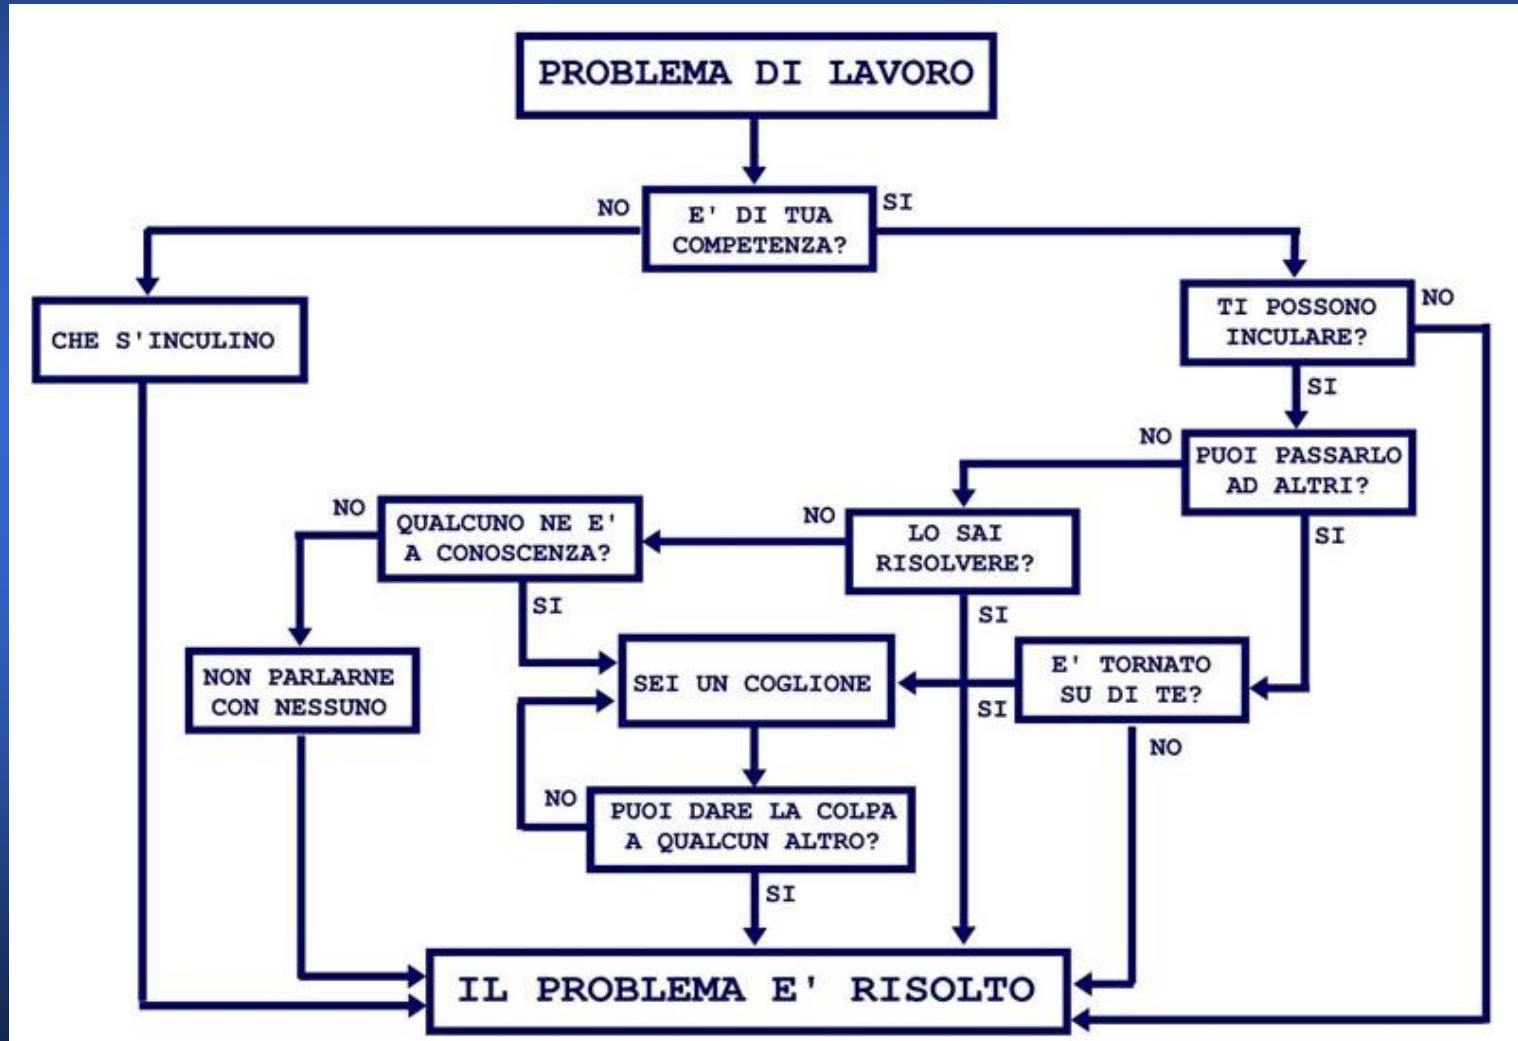 PROBLEMA DI LAVORO
NO
E' DI TUA
COMPETENZA?
SI
CHE S'INCULINO
TI POSSONO
INCULARE?
NO
SI
NO
PUOI PASSARLO
AD ALTRI?
SI
NO
QUALCUNO NE E'
A CONOSCENZA?
SI
NO
LO SAI
RISOLVERE?
SI
NON PARLARNE
CON NESSUNO
SEI UN COGLIONE
SI
E' TORNATO
SU DI TE?
NO
NO
PUOI DARE LA COLPA
A QUALCUN ALTRO?
SI
IL PROBLEMA E' RISOLTO